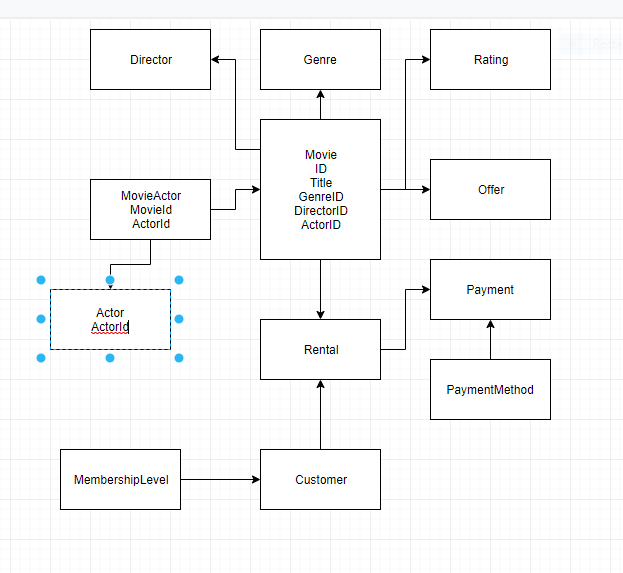 Director
Genre
Rating
Movie
ID
Title
GenreID
DirectorID
ActorID
MovieActor
MovieId
ActorId
Offer
Actor
ActorId
Payment
Rental
PaymentMethod
MembershipLevel
Customer